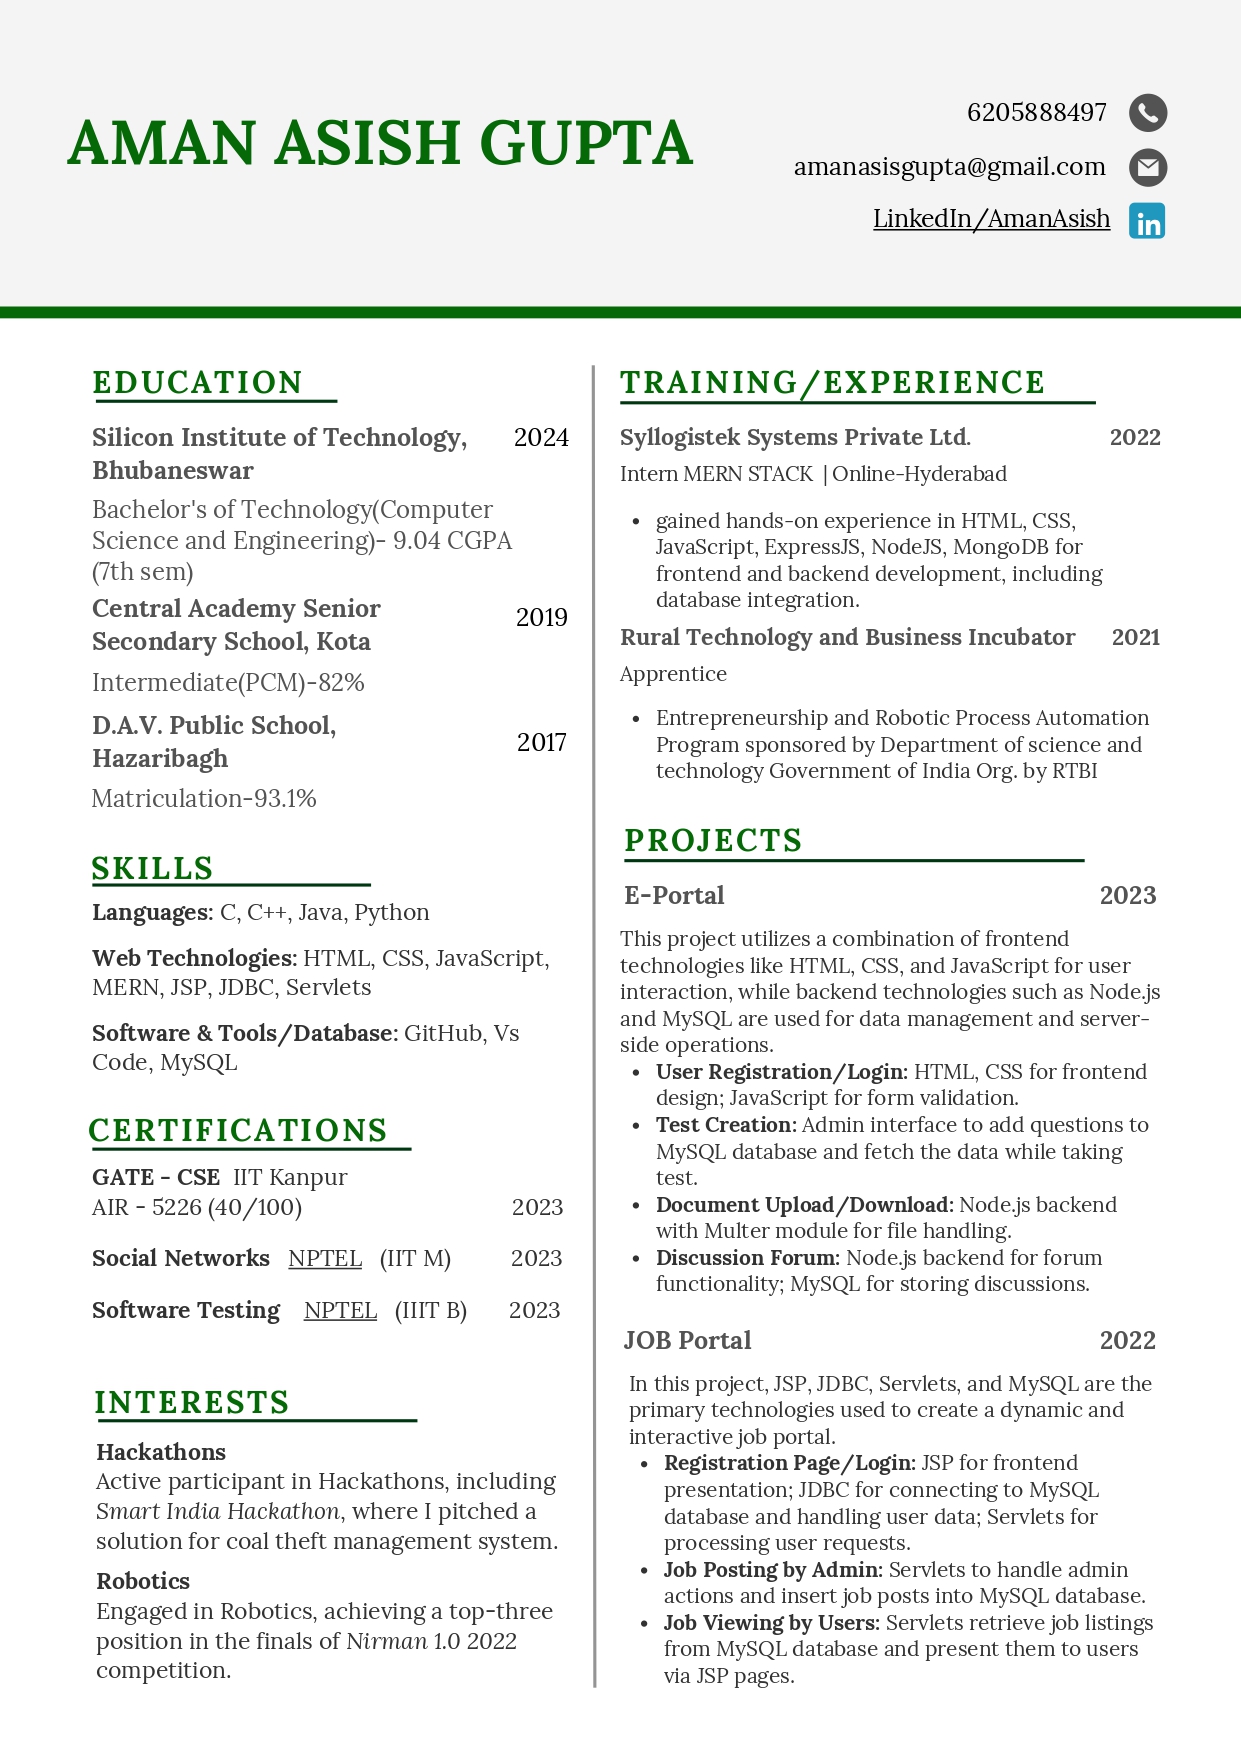 AMAN ASISH GUPTA
6205888497
amanasisgupta@gmail.com
LinkedIn/AmanAsish
in
EDUCATION
Silicon Institute of Technology, 2024
Bhubaneswar
Bachelor's of Technology(Computer
Science and Engineering)- 9.04 CGPA
(7th sem)
Central Academy Senior 2019
Secondary School, Kota
Intermediate(PCM)-82%
D.A.V. Public School, 2017
Hazaribagh
Matriculation-93.1%
SKILLS
Languages: C, C++, Java, Python
Web Technologies: HTML, CSS, JavaScript,
MERN, JSP, JDBC, Servlets
Software & Tools/Database: GitHub, Vs
Code, MySQL
CERTIFICATIONS
GATE - CSE IIT Kanpur
AIR - 5226 (40/100) 2023
Social Networks NPTEL (IIT M) 2023
Software Testing NPTEL (IIIT B) 2023
INTERESTS
Hackathons
Active participant in Hackathons, including
Smart India Hackathon, where I pitched a
solution for coal theft management system.
Robotics
Engaged in Robotics, achieving a top-three
position in the finals of Nirman 1.0 2022
competition.
TRAINING/EXPERIENCE
Syllogistek Systems Private Ltd. 2022
Intern MERN STACK | Online-Hyderabad
• gained hands-on experience in HTML, CSS,
JavaScript, ExpressJS, NodeJS, MongoDB for
frontend and backend development, including
database integration.
Rural Technology and Business Incubator 2021
Apprentice
• Entrepreneurship and Robotic Process Automation
Program sponsored by Department of science and
technology Government of India Org. by RTBI
PROJECTS
E-Portal 2023
This project utilizes a combination of frontend
technologies like HTML, CSS, and JavaScript for user
interaction, while backend technologies such as Node.js
and MySQL are used for data management and server-
side operations.
• User Registration/Login: HTML, CSS for frontend
design; JavaScript for form validation.
• Test Creation: Admin interface to add questions to
MySQL database and fetch the data while taking
test.
• Document Upload/Download: Node.js backend
with Multer module for file handling.
• Discussion Forum: Node.js backend for forum
functionality; MySQL for storing discussions.
JOB Portal 2022
In this project, JSP, JDBC, Servlets, and MySQL are the
primary technologies used to create a dynamic and
interactive job portal.
• Registration Page/Login: JSP for frontend
presentation; JDBC for connecting to MySQL
database and handling user data; Servlets for
processing user requests.
• Job Posting by Admin: Servlets to handle admin
actions and insert job posts into MySQL database.
• Job Viewing by Users: Servlets retrieve job listings
from MySQL database and present them to users
via JSP pages.